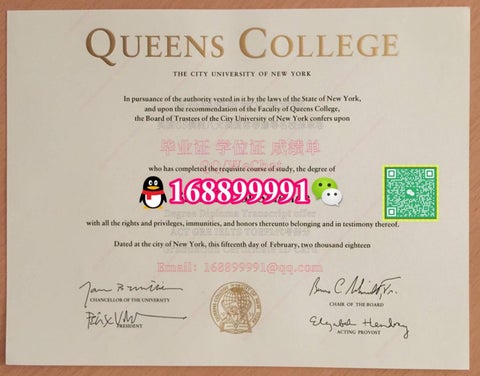 QUEENS COLLEGE
THE CITY UNIVERSITY OF NEW YORK
In pursuance of the authority vested in it by the laws of the State of New York,
and upon the recommendation of the Faculty of Queens College,
the Board of Trustees of the City University of New York confers upon
毕业证 学位证 成绩单
QQ/WeChat
who has completed the requisite course of study, the degree of
168899991
Degree Diploma Transcript offer
with all the rights and privileges, immunities, and honors thereunto belonging and in testimony thereof.
Dated at the city of New York, this fifteenth day of February, two thousand eighteen
Email: 168899991@qq.com
CHANCELLOR OF THE UNIVERSITY
CHAIR OF THE BOARD
PRESIDENT
ACTING PROVOST